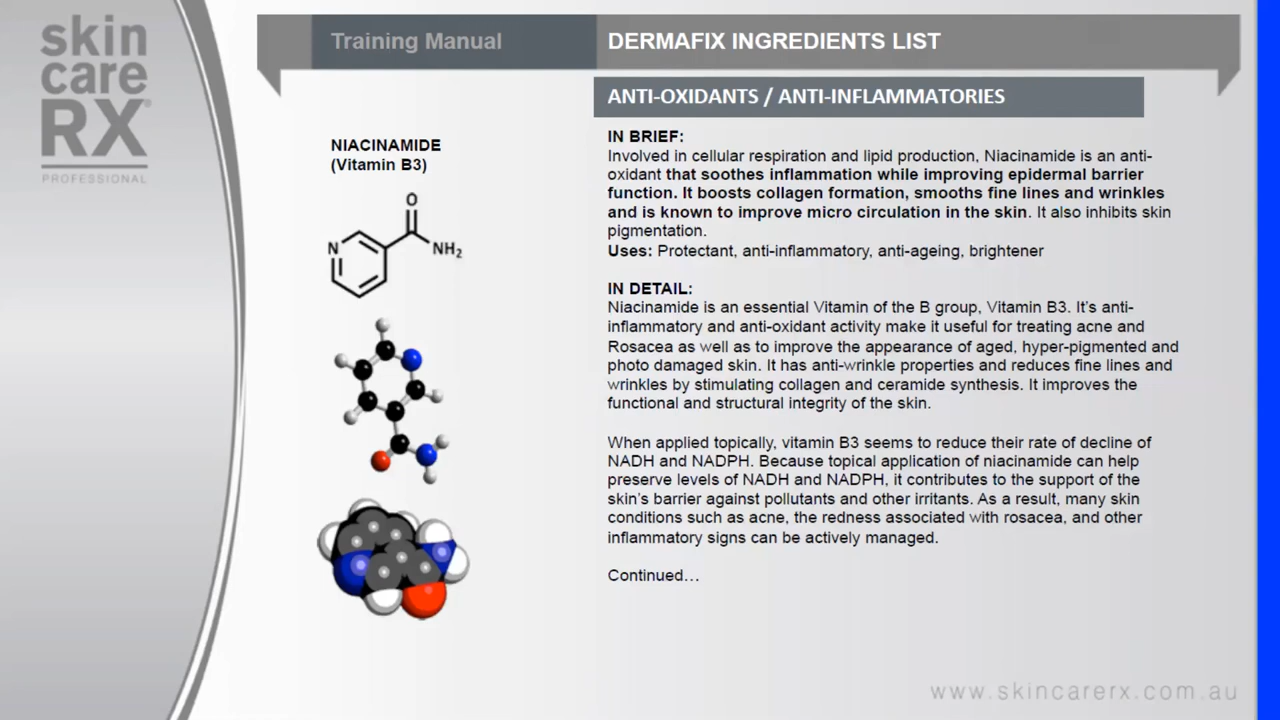 skin
care
RX®
PROFESSIONAL
Training Manual
DERMAFIX INGREDIENTS LIST
ANTI-OXIDANTS / ANTI-INFLAMMATORIES
NIACINAMIDE
(Vitamin B3)
O
N
NH2
IN BRIEF:
Involved in cellular respiration and lipid production, Niacinamide is an anti-
oxidant that soothes inflammation while improving epidermal barrier
function. It boosts collagen formation, smooths fine lines and wrinkles
and is known to improve micro circulation in the skin. It also inhibits skin
pigmentation.
Uses: Protectant, anti-inflammatory, anti-ageing, brightener
IN DETAIL:
Niacinamide is an essential Vitamin of the B group, Vitamin B3. It's anti-
inflammatory and anti-oxidant activity make it useful for treating acne and
Rosacea as well as to improve the appearance of aged, hyper-pigmented and
photo damaged skin. It has anti-wrinkle properties and reduces fine lines and
wrinkles by stimulating collagen and ceramide synthesis. It improves the
functional and structural integrity of the skin.
When applied topically, vitamin B3 seems to reduce their rate of decline of
NADH and NADPH. Because topical application of niacinamide can help
preserve levels of NADH and NADPH, it contributes to the support of the
skin's barrier against pollutants and other irritants. As a result, many skin
conditions such as acne, the redness associated with rosacea, and other
inflammatory signs can be actively managed.
Continued…
www.skincarerx.com.au